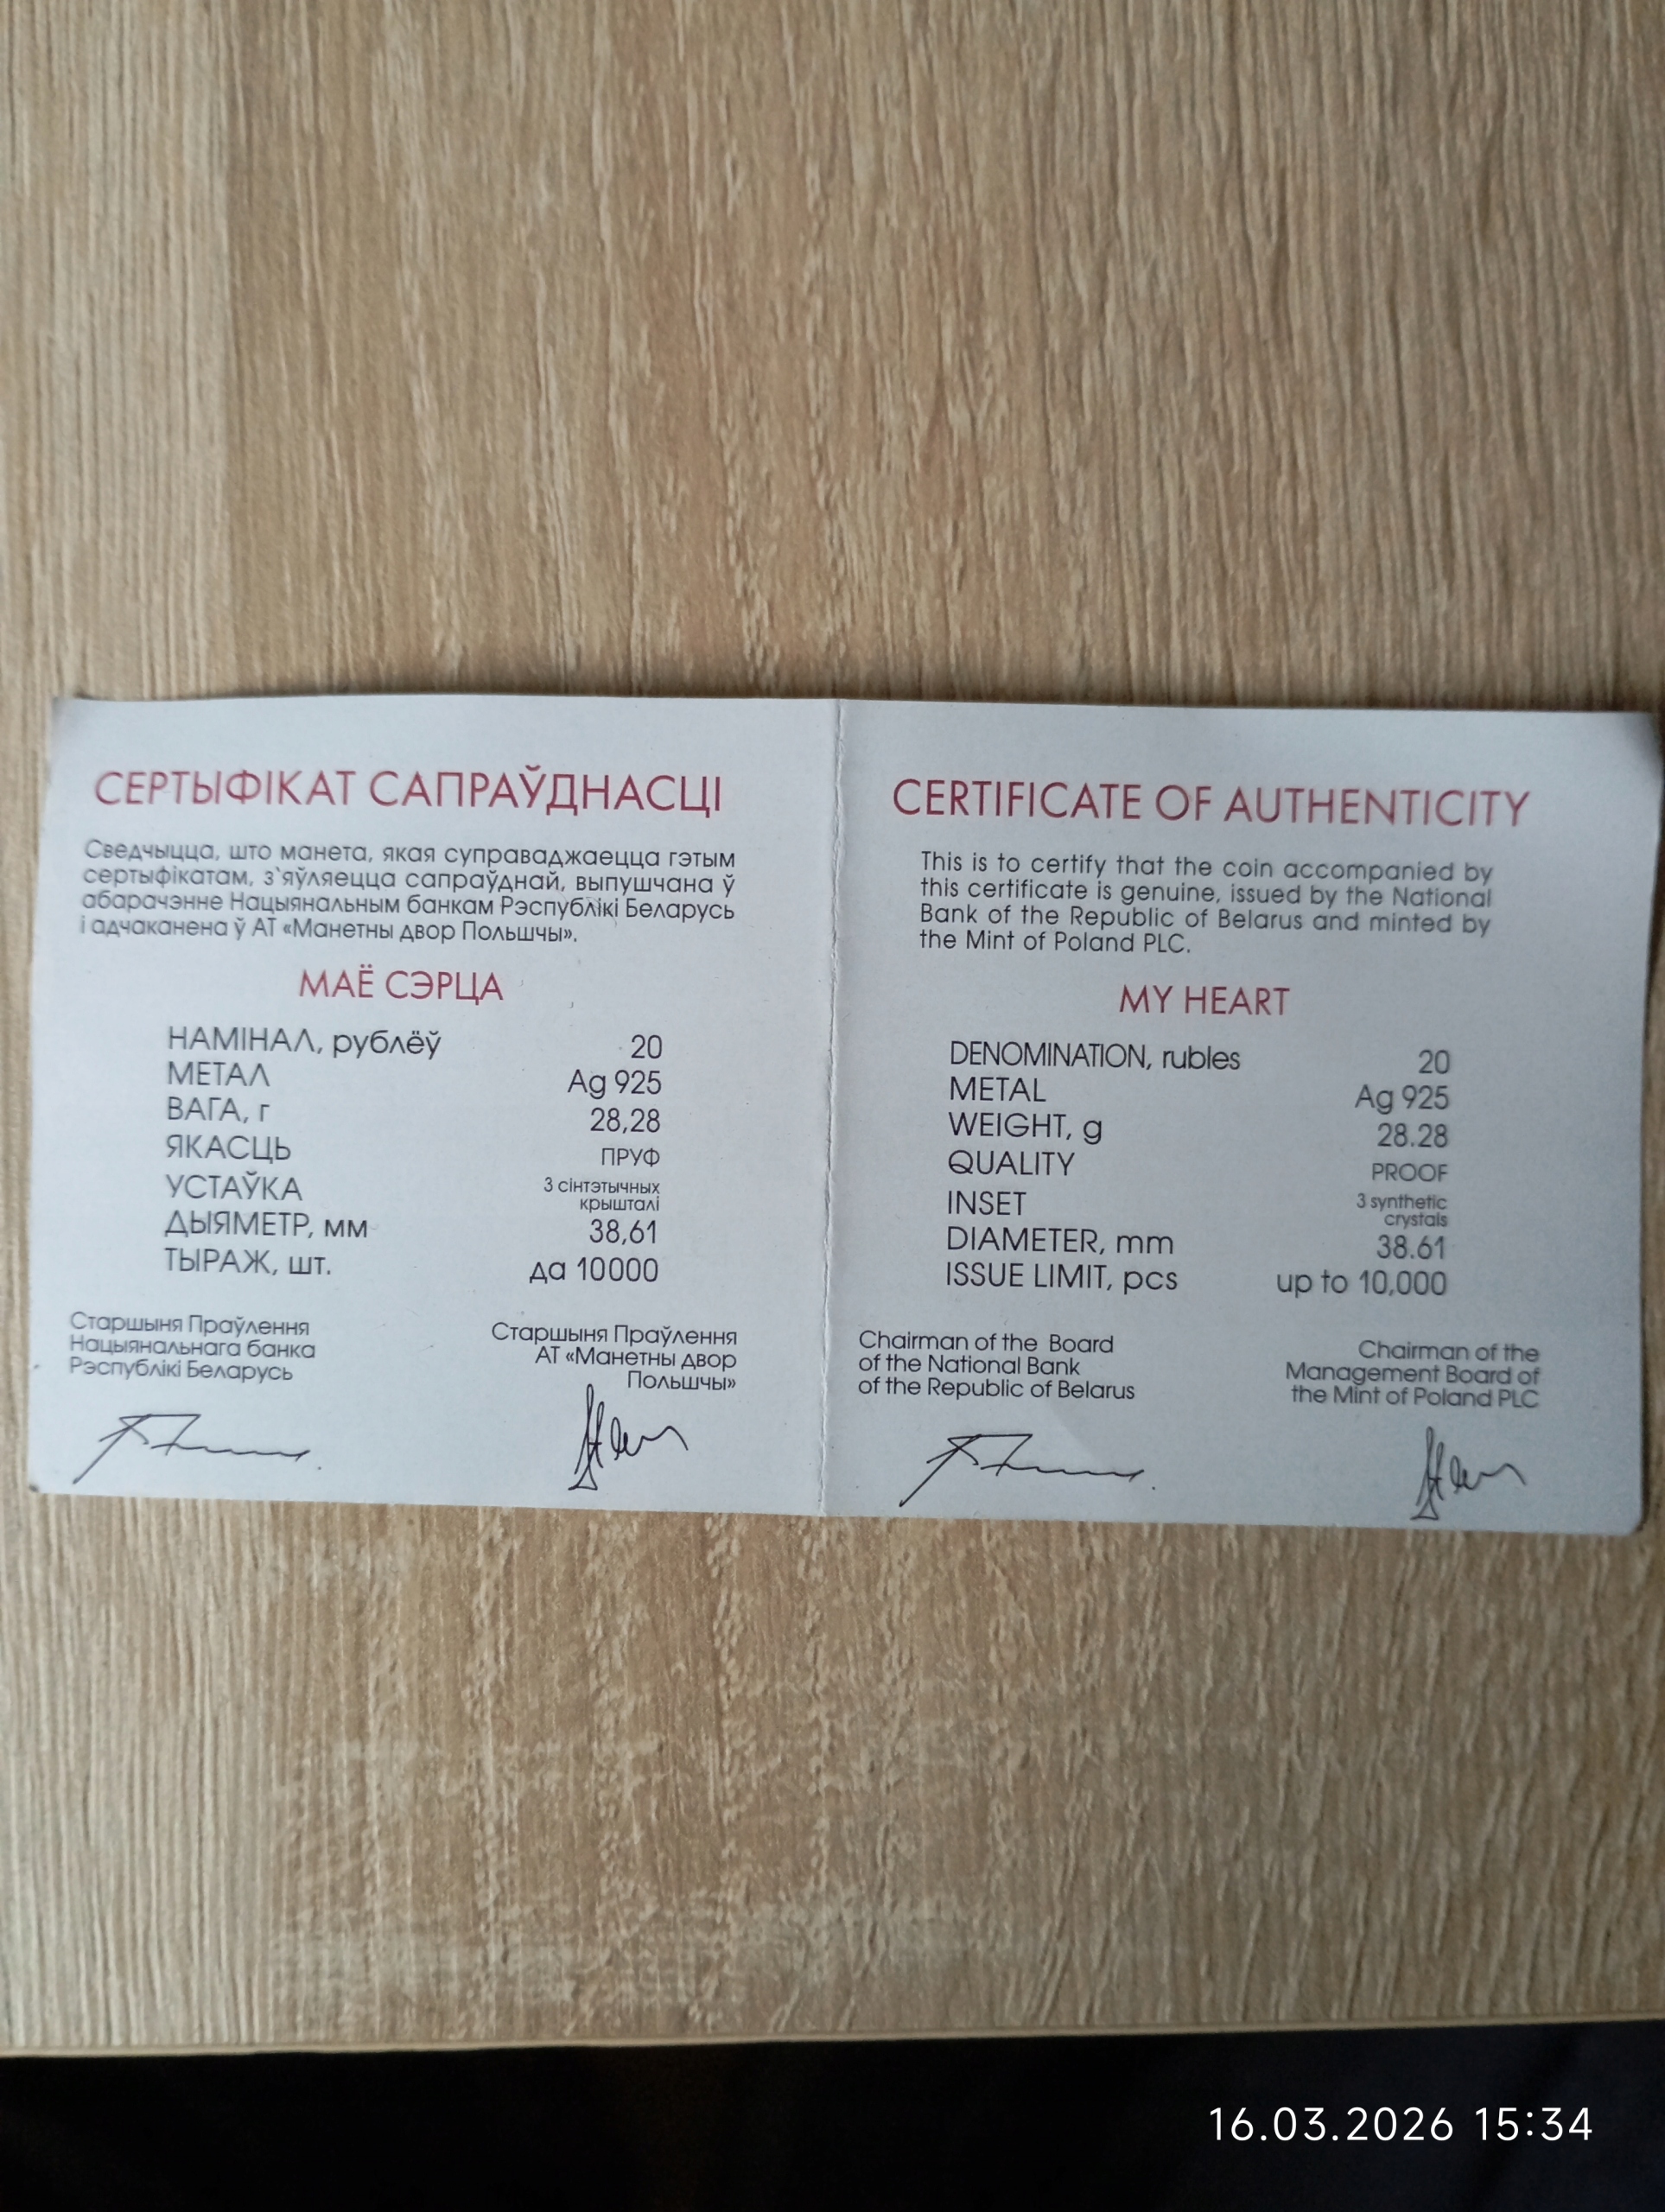 СЕРТЫФІКАТ САПРАЎДНАСЦІ
Сведчыцца, што манета, якая суправаджаецца гэтым
сертыфікатам, з`яўляецца сапраўднай, выпушчана ў
абарачэнне Нацыянальным банкам Рэспублікі Беларусь
і адчаканена ў АТ «Манетны двор Польшчы».
МАЁ СЭРЦА
НАМІНАЛ, рублёў 20
МЕТАЛ Ag 925
ВАГА, г 28,28
ЯКАСЦЬ ПРУФ
УСТАЎКА 3 сінтэтычных
крышталі
ДЫЯМЕТР, мм 38,61
ТЫРАЖ, шт. да 10000
Старшыня Праўлення
Нацыянальнага банка
Рэспублікі Беларусь
Старшыня Праўлення
АТ «Манетны двор
Польшчы»
CERTIFICATE OF AUTHENTICITY
This is to certify that the coin accompanied by
this certificate is genuine, issued by the National
Bank of the Republic of Belarus and minted by
the Mint of Poland PLC.
MY HEART
DENOMINATION, rubles 20
METAL Ag 925
WEIGHT, g 28.28
QUALITY PROOF
INSET 3 synthetic
crystals
DIAMETER, mm 38.61
ISSUE LIMIT, pcs up to 10,000
Chairman of the Board
of the National Bank
of the Republic of Belarus
Chairman of the
Management Board of
the Mint of Poland PLC
16.03.2026 15:34